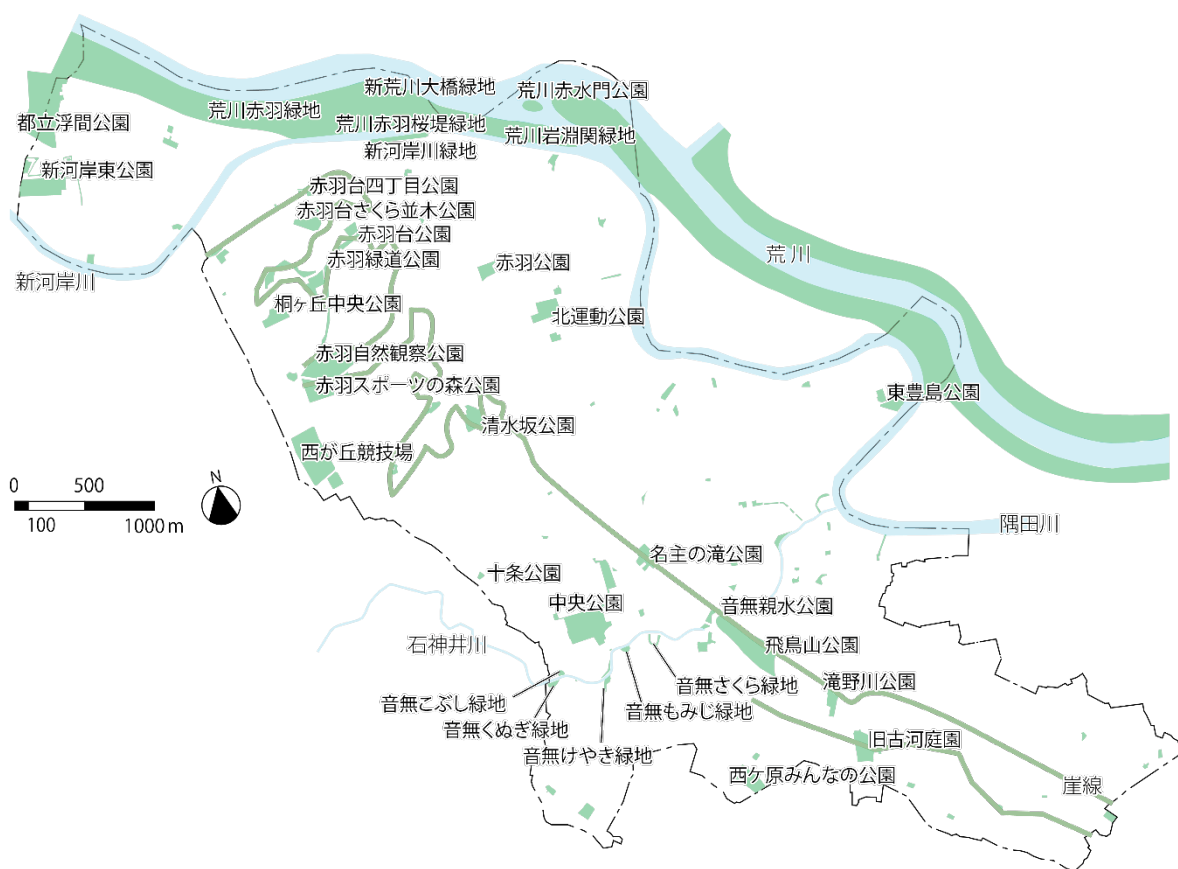 新荒川大橋緑地
荒川赤水門公園
荒川赤羽緑地
都立浮間公園
荒川赤羽桜堤緑地
荒川岩淵関緑地
新河岸川緑地
新河岸東公園
赤羽台四丁目公園
赤羽台さくら並木公園
赤羽台公園
荒川
赤羽緑道公園
赤羽公園
新河岸川
桐ヶ丘中央公園
北運動公園
赤羽自然観察公園
赤羽スポーツの森公園
東豊島公園
清水坂公園
西が丘競技場
0 500
100 1000m
N
隅田川
名主の滝公園
十条公園
中央公園
音無親水公園
石神井川
飛鳥山公園
音無さくら緑地
滝野川公園
音無こぶし緑地
音無もみじ緑地
音無くぬぎ緑地
旧古河庭園
音無けやき緑地
西ケ原みんなの公園
崖線